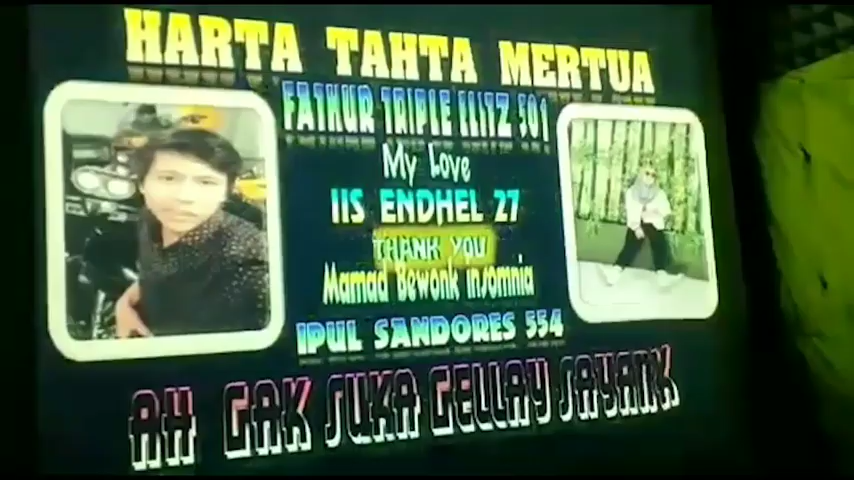 HARTA TAHTA MERTUA
FATHUR TRIPLE LLITZ 501
My Love
IIS ENDHEL 27
THANK YOU
Mamad Bewonk insomnia
IPUL SANDORES 554
AH GAK SUKA GELLAY SAYANK